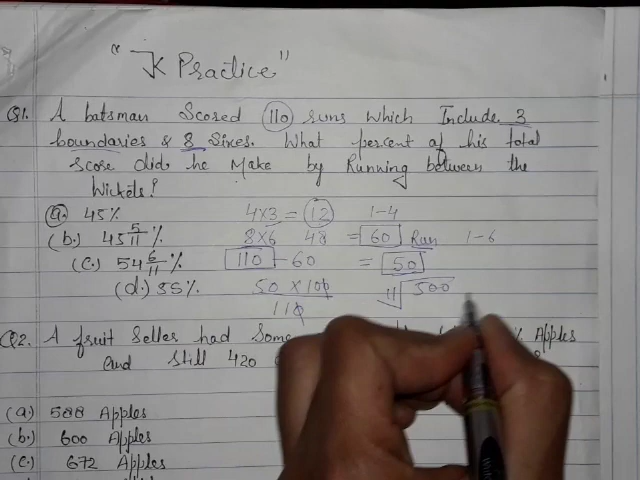 "JK Practice"
Q1. A batsman Scored 110 runs which Include 3
boundaries & 8 Sixes. What percent of his total
score did he Make by Running between the
Wickets?
(a.) 45% 4×3 = 12 1-4
(b.) 45 5/11 % 8×6 48 = 60 Run 1-6
(c.) 54 6/11 % 110 - 60 = 50
(d.) 55% 50 × 100 / 110 11 500
Q2. A fruit Seller had Some % Apples
and still 420
(a) 588 Apples
(b.) 600 Apples
(c.) 672 Apples